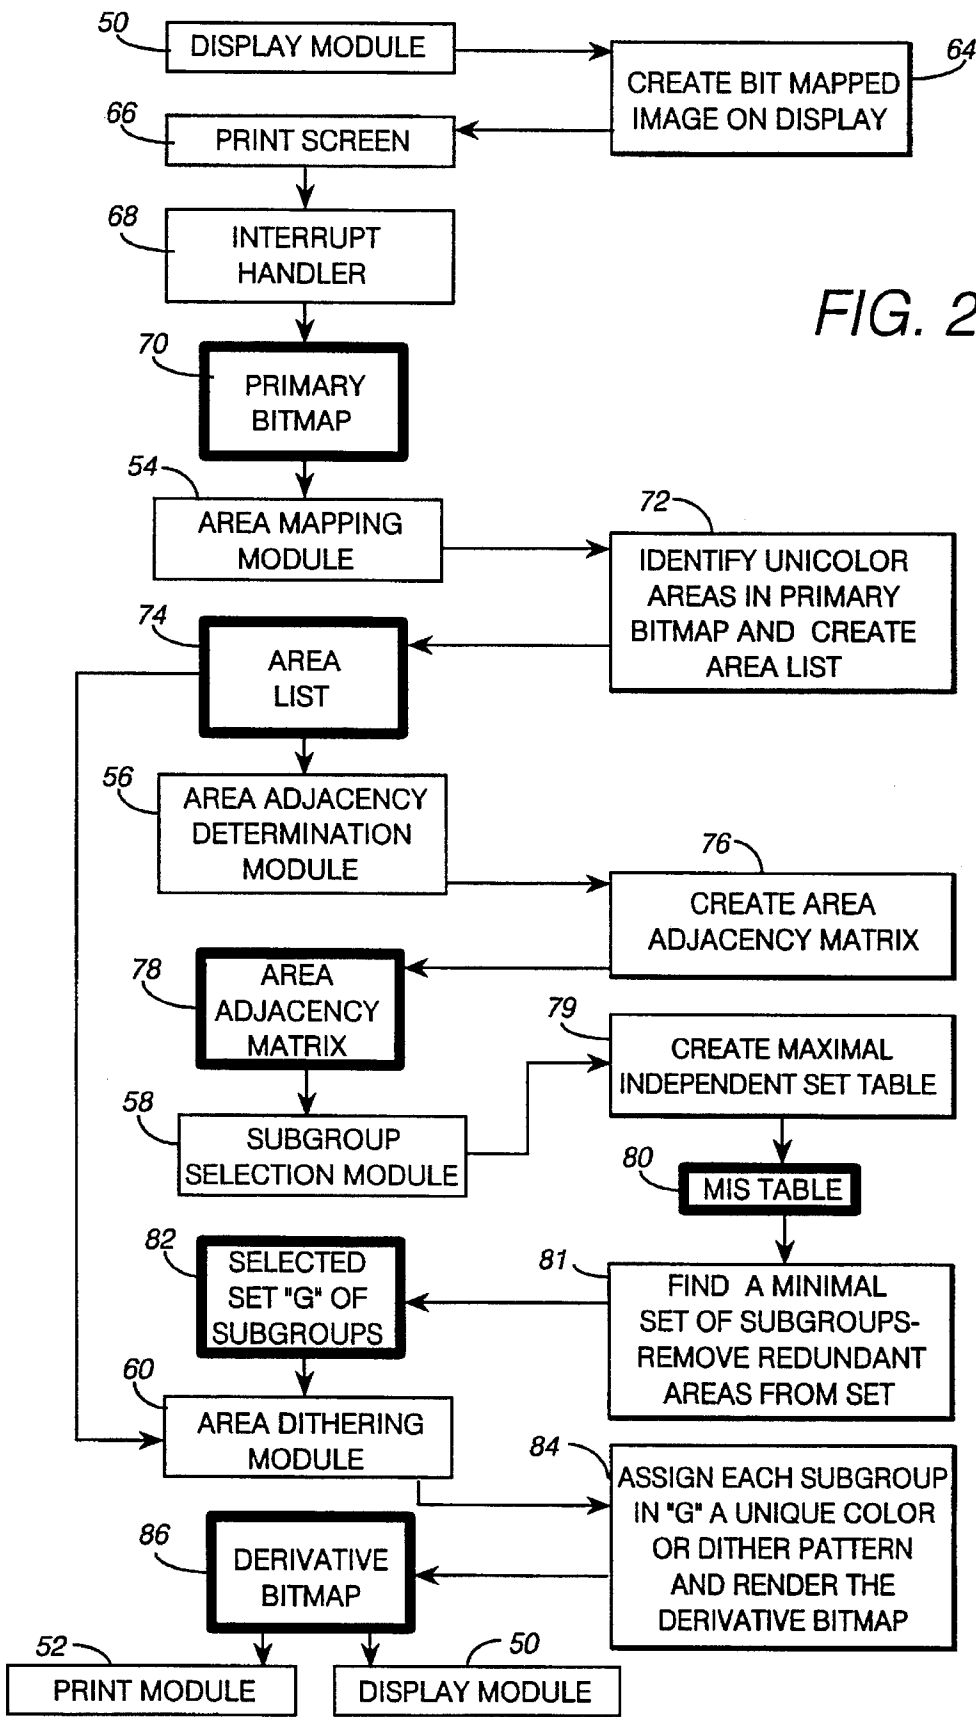 50
DISPLAY MODULE
64
CREATE BIT MAPPED
IMAGE ON DISPLAY
66
PRINT SCREEN
68
INTERRUPT
HANDLER
FIG. 2
70
PRIMARY
BITMAP
54
AREA MAPPING
MODULE
72
IDENTIFY UNICOLOR
AREAS IN PRIMARY
BITMAP AND CREATE
AREA LIST
74
AREA
LIST
56
AREA ADJACENCY
DETERMINATION
MODULE
76
CREATE AREA
ADJACENCY MATRIX
78
AREA
ADJACENCY
MATRIX
79
CREATE MAXIMAL
INDEPENDENT SET TABLE
58
SUBGROUP
SELECTION MODULE
80
MIS TABLE
82
SELECTED
SET "G" OF
SUBGROUPS
81
FIND A MINIMAL
SET OF SUBGROUPS-
REMOVE REDUNDANT
AREAS FROM SET
60
AREA DITHERING
MODULE
84
ASSIGN EACH SUBGROUP
IN "G" A UNIQUE COLOR
OR DITHER PATTERN
AND RENDER THE
DERIVATIVE BITMAP
86
DERIVATIVE
BITMAP
52
PRINT MODULE
50
DISPLAY MODULE